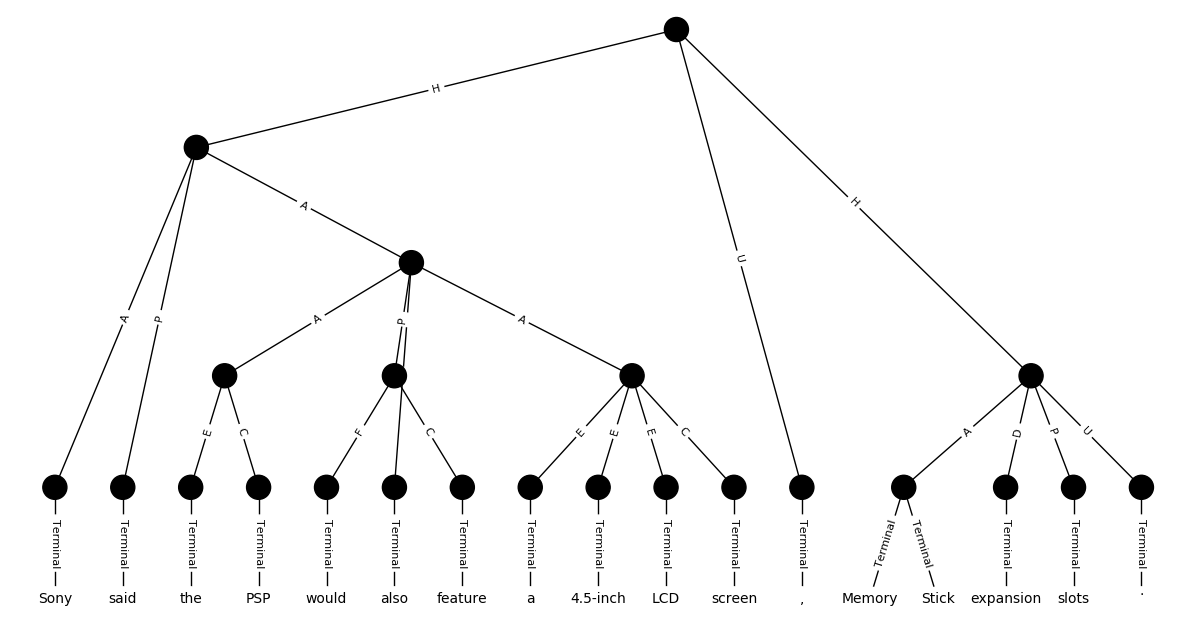 H
A
H
U
A P A P A
E C F C E E E C A D P U
Terminal Terminal Terminal Terminal Terminal Terminal Terminal Terminal Terminal Terminal Terminal Terminal Terminal Terminal Terminal Terminal Terminal
Sony said the PSP would also feature a 4.5-inch LCD screen , Memory Stick expansion slots .